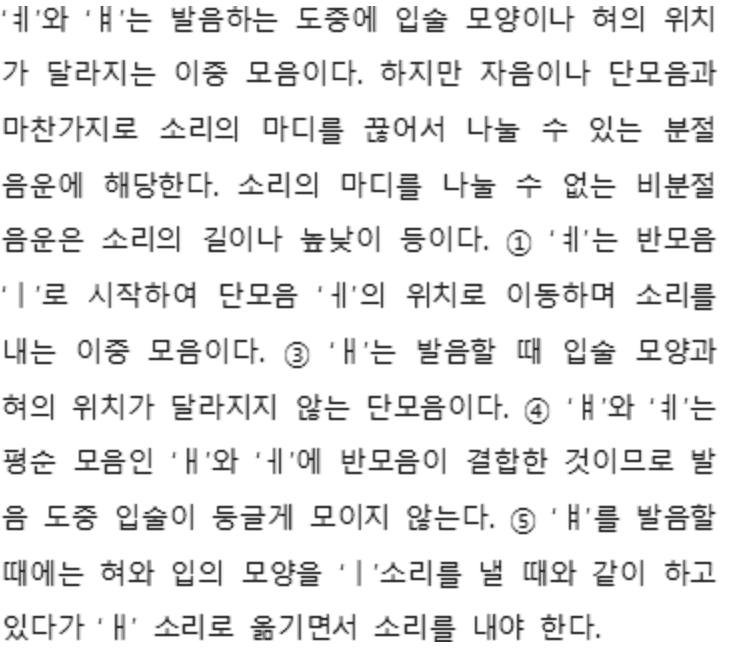 ‘ㅖ’와 ‘ㅒ’는 발음하는 도중에 입술 모양이나 혀의 위치
가 달라지는 이중 모음이다. 하지만 자음이나 단모음과
마찬가지로 소리의 마디를 끊어서 나눌 수 있는 분절
음운에 해당한다. 소리의 마디를 나눌 수 없는 비분절
음운은 소리의 길이나 높낮이 등이다. ① ‘ㅖ’는 반모음
‘ㅣ’로 시작하여 단모음 ‘ㅔ’의 위치로 이동하며 소리를
내는 이중 모음이다. ③ ‘ㅐ’는 발음할 때 입술 모양과
혀의 위치가 달라지지 않는 단모음이다. ④ ‘ㅒ’와 ‘ㅖ’는
평순 모음인 ‘ㅐ’와 ‘ㅔ’에 반모음이 결합한 것이므로 발
음 도중 입술이 둥글게 모이지 않는다. ⑤ ‘ㅒ’를 발음할
때에는 혀와 입의 모양을 ‘ㅣ’소리를 낼 때와 같이 하고
있다가 ‘ㅐ’ 소리로 옮기면서 소리를 내야 한다.